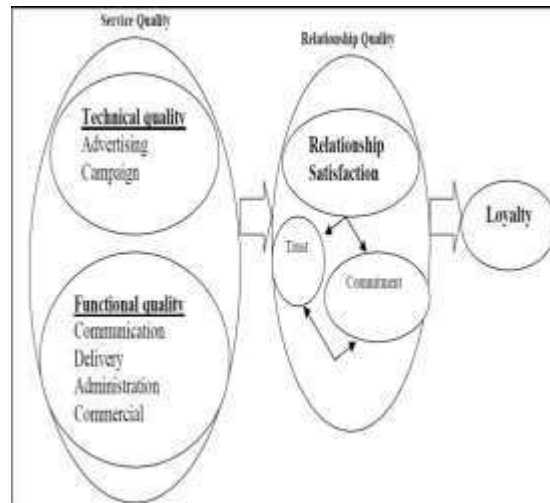 Service Quality
Technical quality
Advertising
Campaign
Functional quality
Communication
Delivery
Administration
Commercial
Relationship Quality
Relationship
Satisfaction
Trust
Commitment
Loyalty